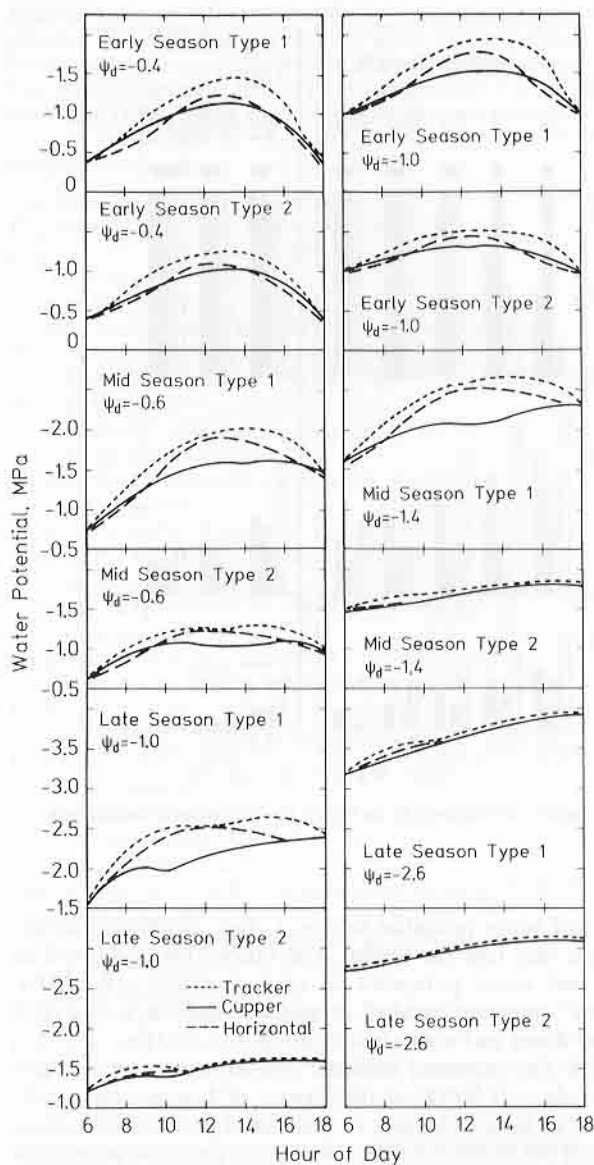 Early Season Type 1
ψd=-0.4
-1.5
-1.0
-0.5
0
Early Season Type 1
ψd=-1.0
Early Season Type 2
ψd=-0.4
-1.0
-0.5
0
Early Season Type 2
ψd=-1.0
Mid Season Type 1
ψd=-0.6
-2.0
-1.5
-1.0
-0.5
Mid Season Type 1
ψd=-1.4
Water Potential, MPa
Mid Season Type 2
ψd=-0.6
-1.5
-1.0
-0.5
Mid Season Type 2
ψd=-1.4
Late Season Type 1
ψd=-1.0
-3.5
-3.0
-2.5
-2.0
-1.5
Late Season Type 1
ψd=-2.6
Late Season Type 2
ψd=-1.0
Tracker
Cupper
Horizontal
-2.5
-2.0
-1.5
-1.0
Late Season Type 2
ψd=-2.6
6 8 10 12 14 16 18 6 8 10 12 14 16 18
Hour of Day